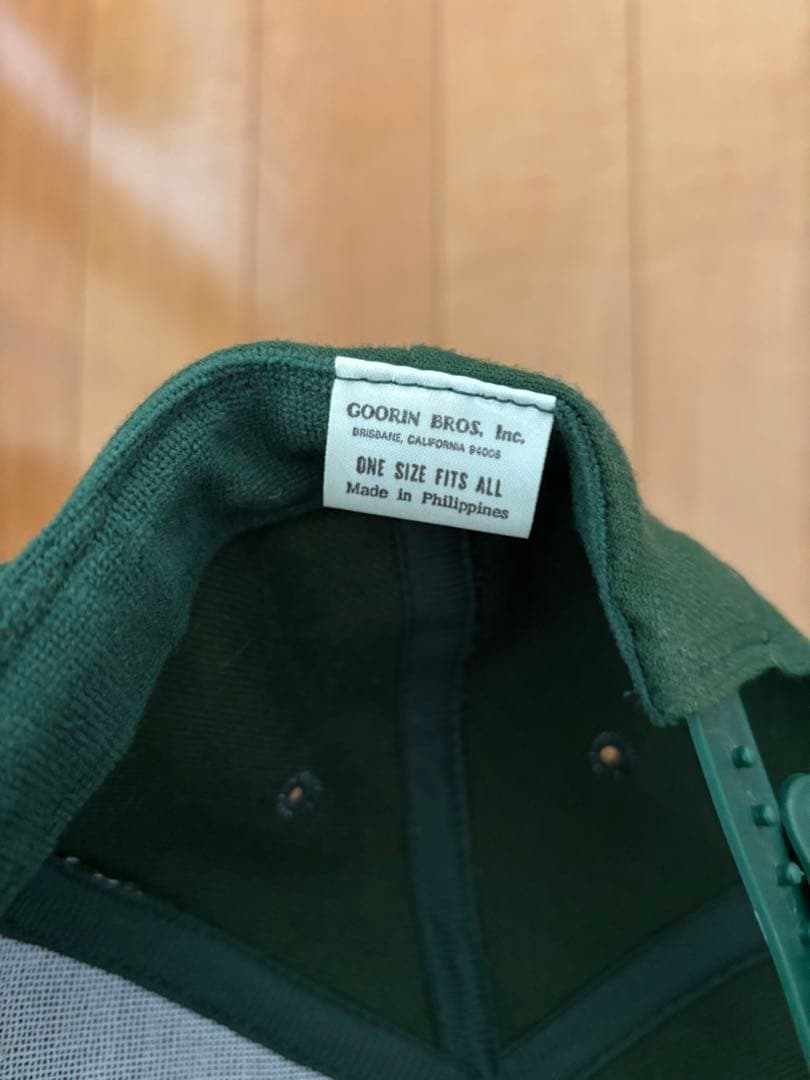 GOORIN BROS. Inc.
BRISBANE, CALIFORNIA 94005
ONE SIZE FITS ALL
Made in Philippines